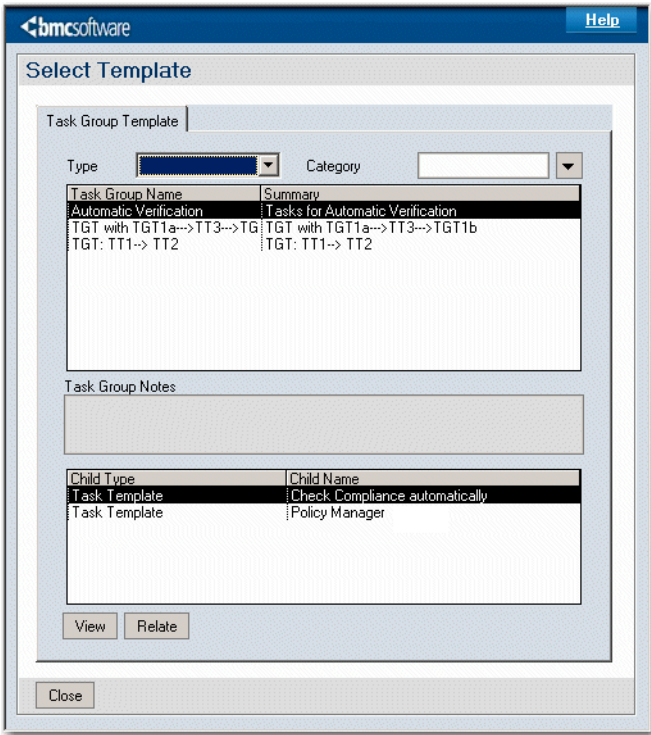 bmcsoftware
Help
Select Template
Task Group Template
Type Category
Task Group Name Summary
Automatic Verification Tasks for Automatic Verification
TGT with TGT1a--->TT3--->TG TGT with TGT1a--->TT3--->TGT1b
TGT: TT1--> TT2 TGT: TT1--> TT2
Task Group Notes
Child Type Child Name
Task Template Check Compliance automatically
Task Template Policy Manager
View Relate
Close